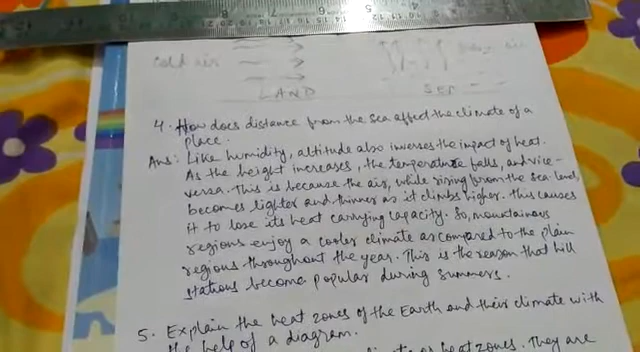 cold air
LAND
SEA
4. How does distance from the sea affect the climate of a
place.
Ans: Like humidity, altitude also inverses the impact of heat.
As the height increases, the temperature falls, and vice-
versa. This is because the air, while rising from the sea level,
becomes lighter and thinner as it climbs higher. This causes
it to lose its heat carrying capacity. So, mountainous
regions enjoy a cooler climate as compared to the plain
regions throughout the year. This is the reason that hill
stations become popular during summers.
5. Explain the heat zones of the Earth and their climate with
the help of a diagram.
heat zones. They are